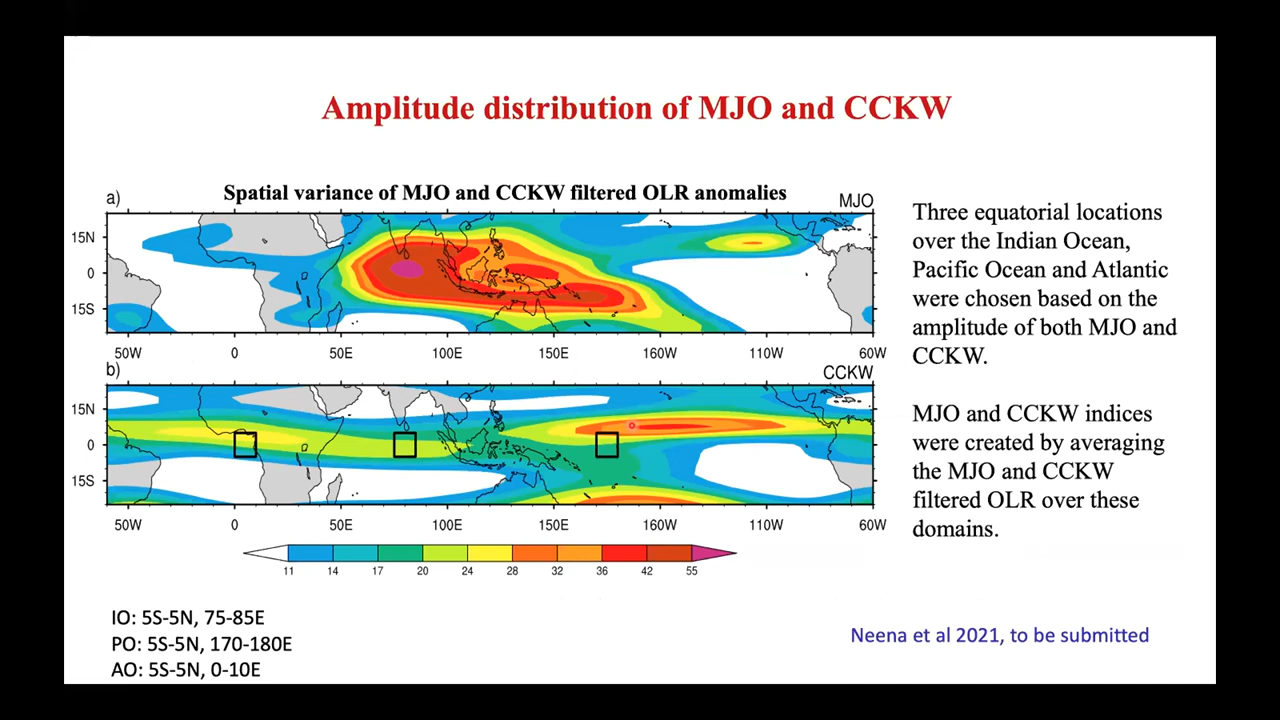 Amplitude distribution of MJO and CCKW
Spatial variance of MJO and CCKW filtered OLR anomalies
a)
MJO
15N
0
15S
50W 0 50E 100E 150E 160W 110W 60W
b)
CCKW
15N
0
15S
50W 0 50E 100E 150E 160W 110W 60W
11 14 17 20 24 28 32 36 42 55
Three equatorial locations
over the Indian Ocean,
Pacific Ocean and Atlantic
were chosen based on the
amplitude of both MJO and
CCKW.
MJO and CCKW indices
were created by averaging
the MJO and CCKW
filtered OLR over these
domains.
IO: 5S-5N, 75-85E
PO: 5S-5N, 170-180E
AO: 5S-5N, 0-10E
Neena et al 2021, to be submitted